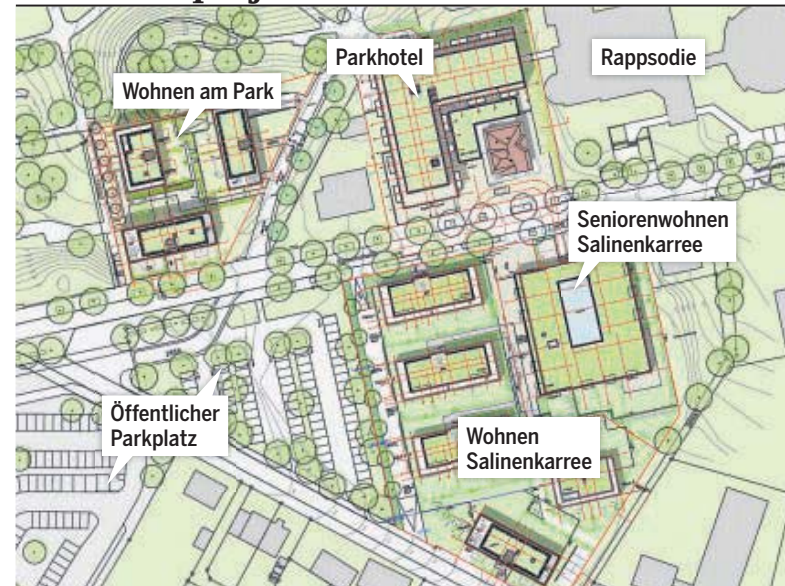 Parkhotel
Rappsodie
Wohnen am Park
Seniorenwohnen
Salinenkarree
Öffentlicher
Parkplatz
Wohnen
Salinenkarree